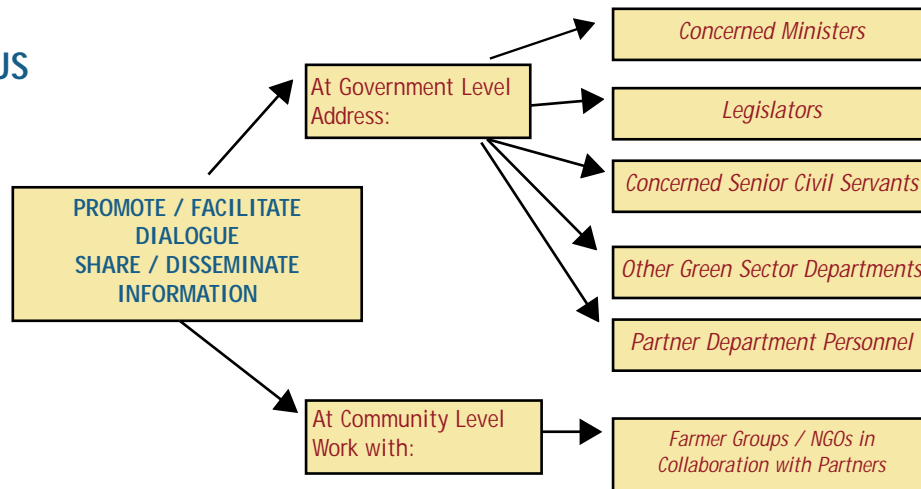 US
PROMOTE / FACILITATE
DIALOGUE
SHARE / DISSEMINATE
INFORMATION
At Government Level
Address:
Concerned Ministers
Legislators
Concerned Senior Civil Servants
Other Green Sector Departments
Partner Department Personnel
At Community Level
Work with:
Farmer Groups / NGOs in
Collaboration with Partners